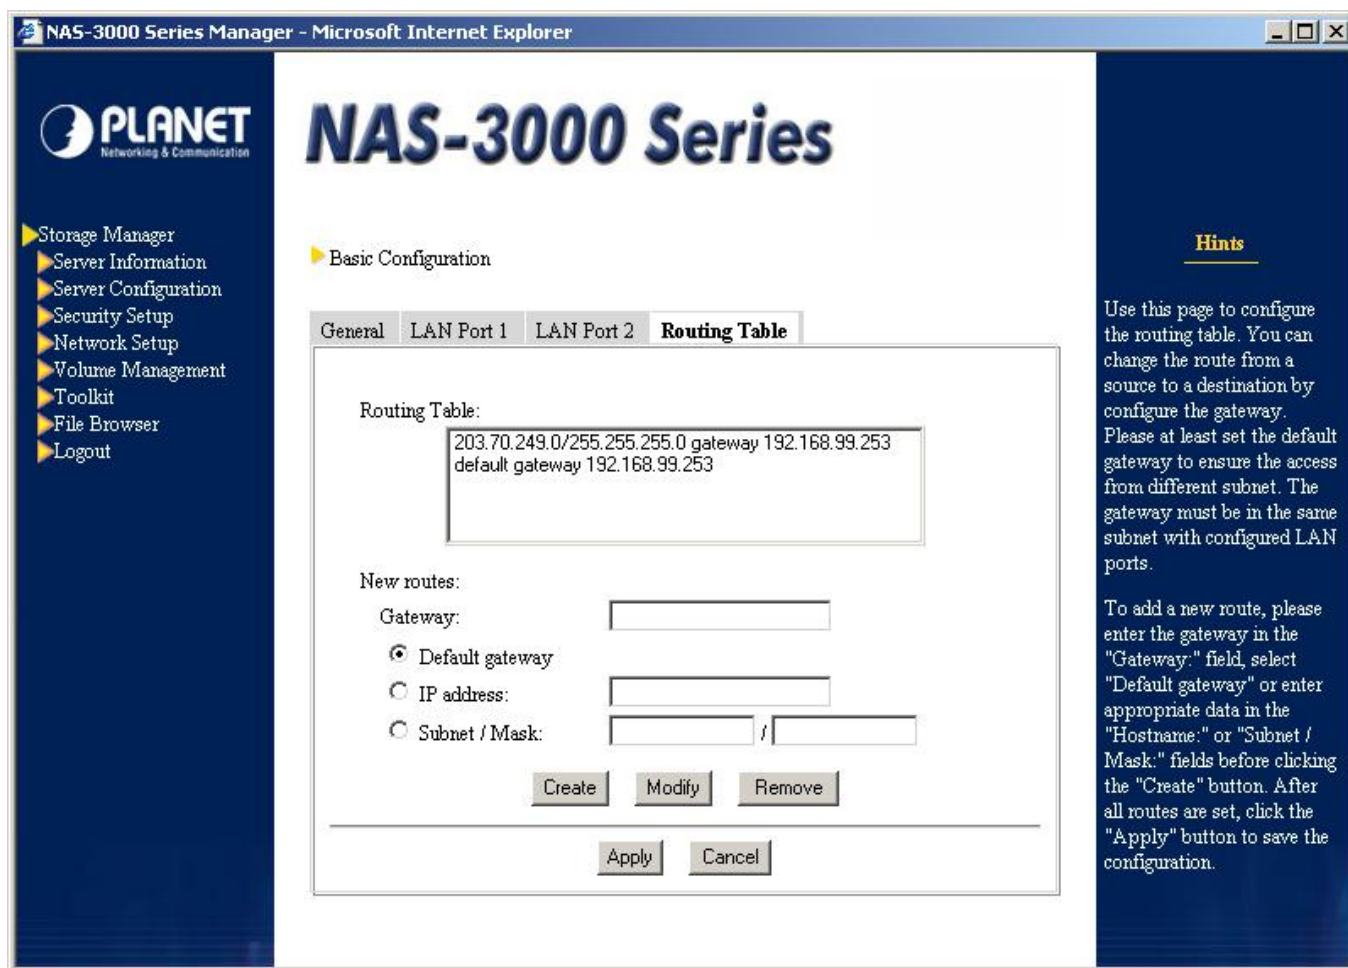 NAS-3000 Series Manager - Microsoft Internet Explorer
PLANET
Networking & Communication
NAS-3000 Series
Storage Manager
Server Information
Server Configuration
Security Setup
Network Setup
Volume Management
Toolkit
File Browser
Logout
Basic Configuration
General LAN Port 1 LAN Port 2 Routing Table
Routing Table:
203.70.249.0/255.255.255.0 gateway 192.168.99.253
default gateway 192.168.99.253
New routes:
Gateway:
Default gateway
IP address:
Subnet / Mask: /
Create Modify Remove
Apply Cancel
Hints
Use this page to configure
the routing table. You can
change the route from a
source to a destination by
configure the gateway.
Please at least set the default
gateway to ensure the access
from different subnet. The
gateway must be in the same
subnet with configured LAN
ports.
To add a new route, please
enter the gateway in the
"Gateway:" field, select
"Default gateway" or enter
appropriate data in the
"Hostname:" or "Subnet /
Mask:" fields before clicking
the "Create" button. After
all routes are set, click the
"Apply" button to save the
configuration.